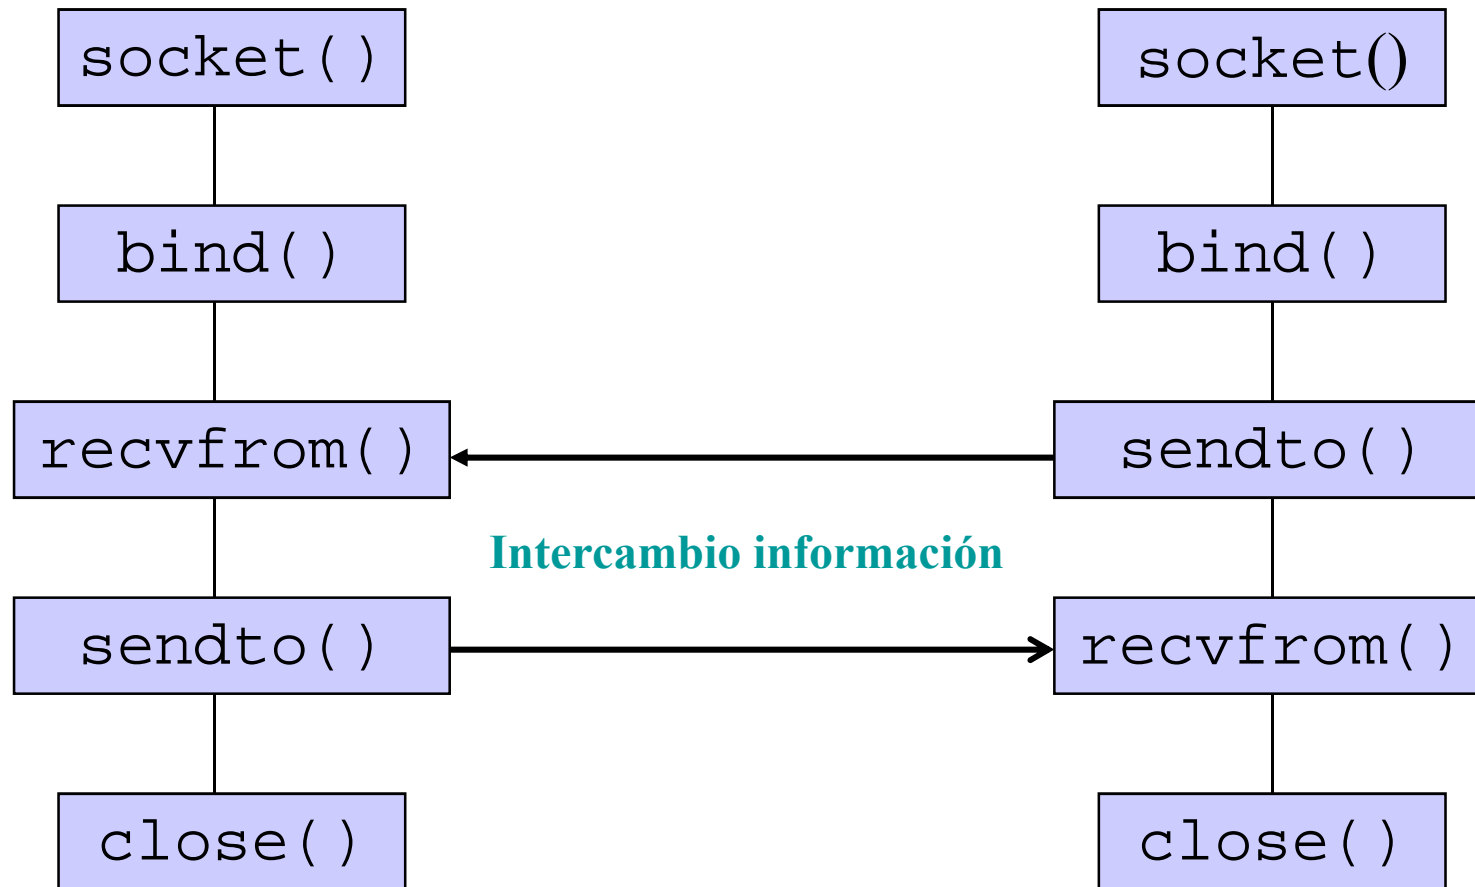 socket()
socket()
bind()
bind()
recvfrom()
sendto()
Intercambio información
sendto()
recvfrom()
close()
close()